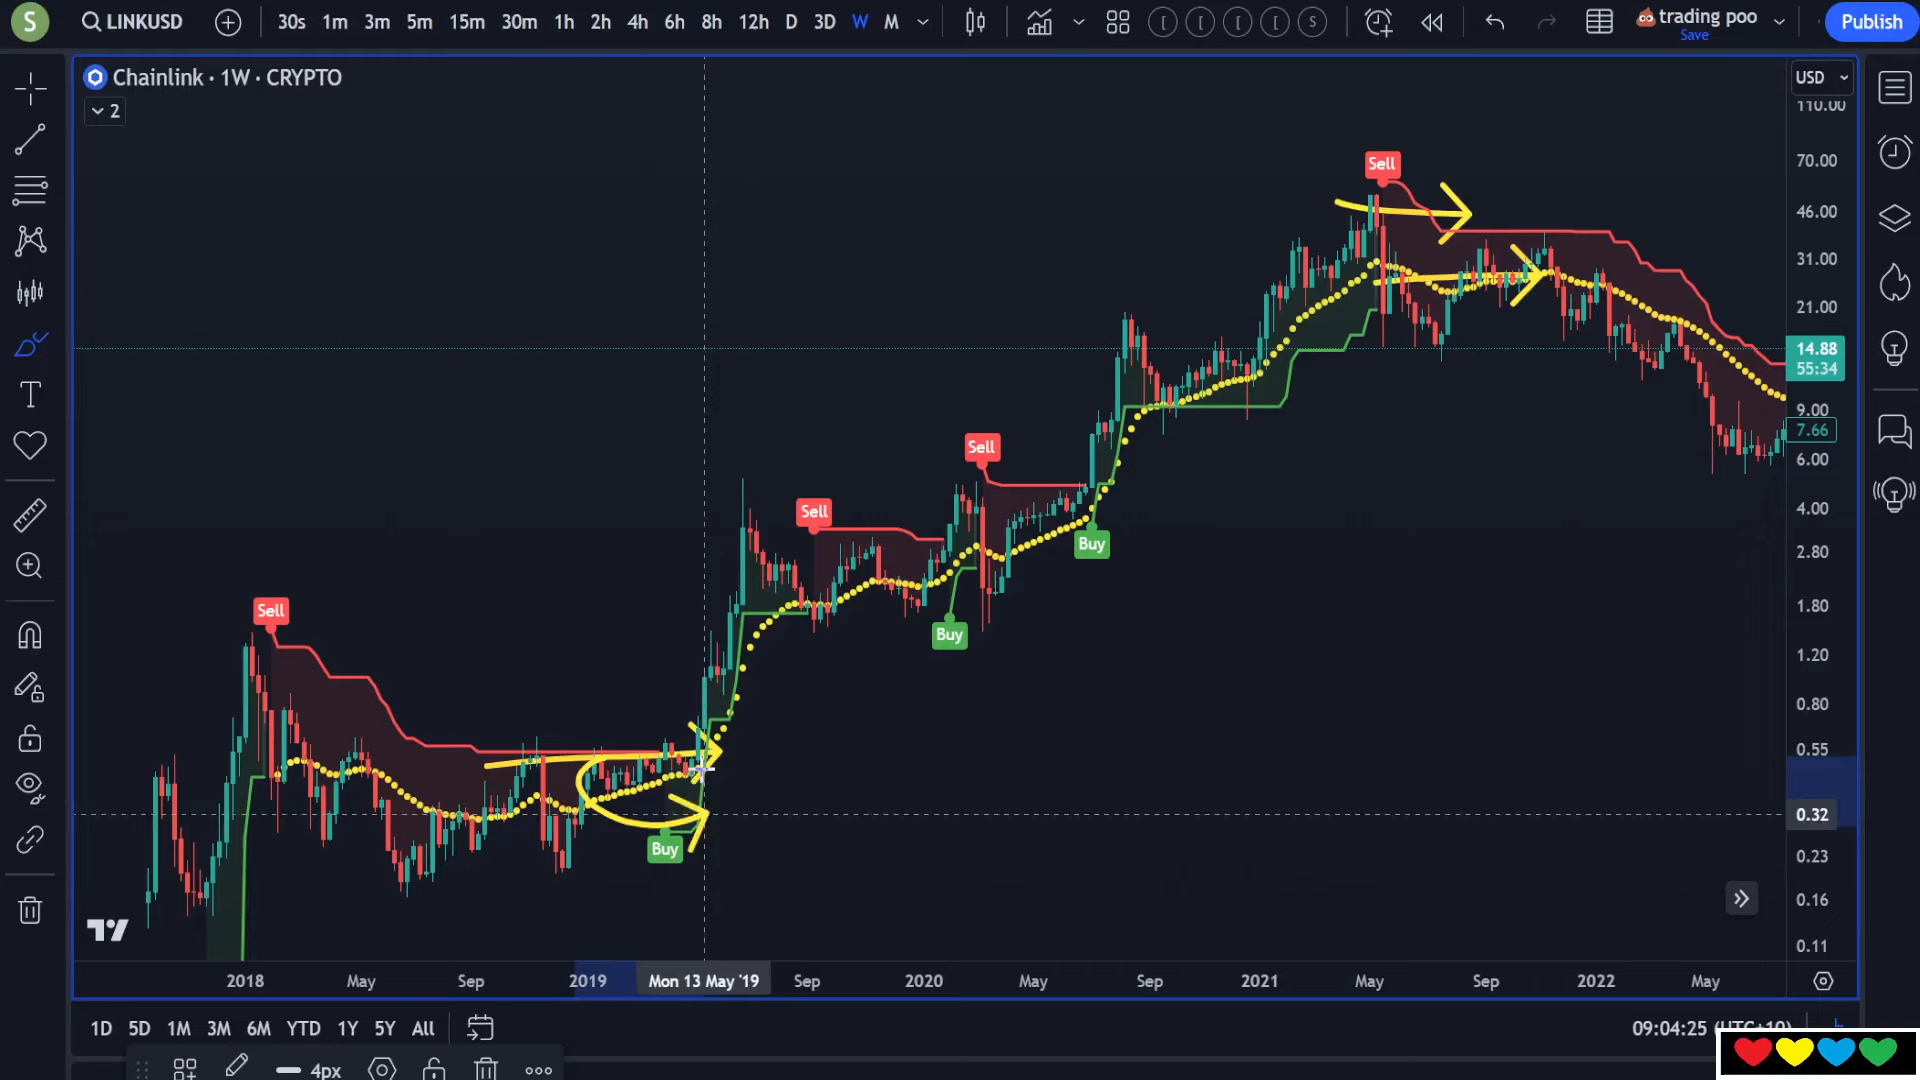 S
LINKUSD
30s 1m 3m 5m 15m 30m 1h 2h 4h 6h 8h 12h D 3D W M
[ [ [ [ S
trading poo
Save
Publish
Chainlink · 1W · CRYPTO
2
USD
110.00
70.00
46.00
31.00
21.00
14.88
55:34
9.00
7.66
6.00
4.00
2.80
1.80
1.20
0.80
0.55
0.32
0.23
0.16
0.11
Sell
Sell
Sell
Sell
Buy
Buy
Buy
2018 May Sep 2019 Mon 13 May '19 Sep 2020 May Sep 2021 May Sep 2022 May
1D 5D 1M 3M 6M YTD 1Y 5Y All
09:04:25 (UTC+10)
4px